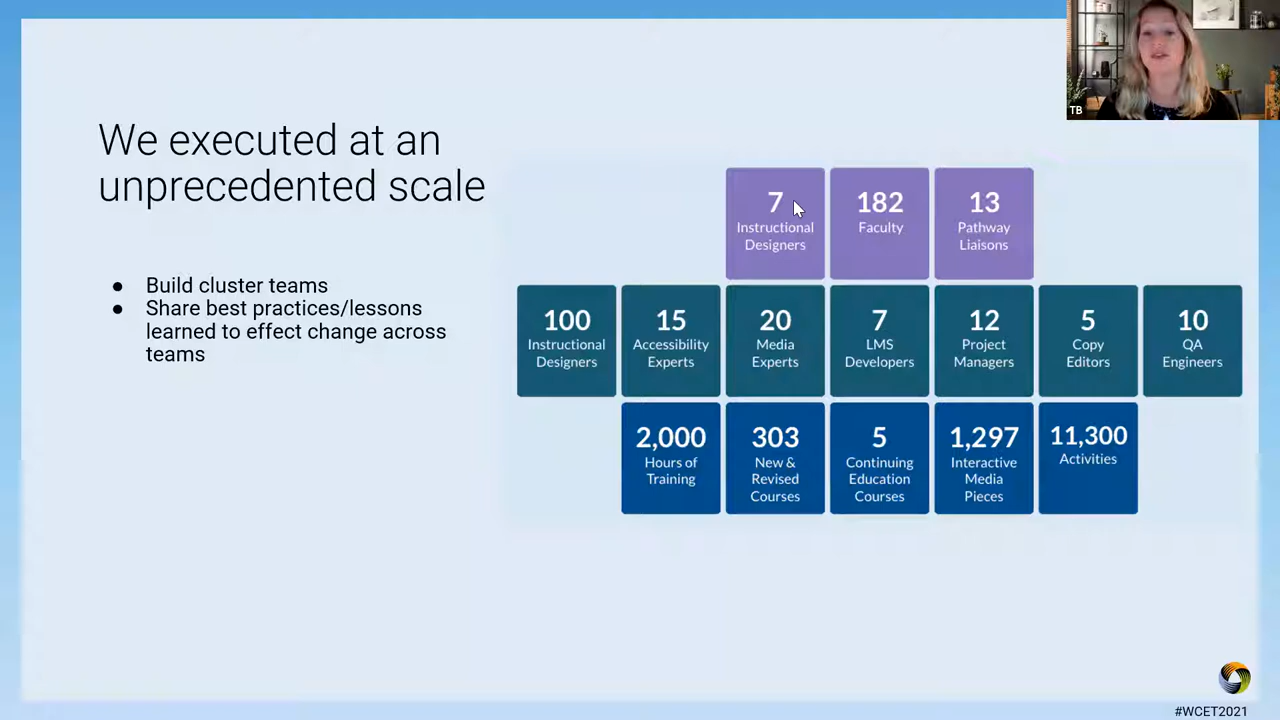 TB
We executed at an
unprecedented scale
● Build cluster teams
● Share best practices/lessons
learned to effect change across
teams
7
Instructional
Designers
182
Faculty
13
Pathway
Liaisons
100
Instructional
Designers
15
Accessibility
Experts
20
Media
Experts
7
LMS
Developers
12
Project
Managers
5
Copy
Editors
10
QA
Engineers
2,000
Hours of
Training
303
New &
Revised
Courses
5
Continuing
Education
Courses
1,297
Interactive
Media
Pieces
11,300
Activities
#WCET2021